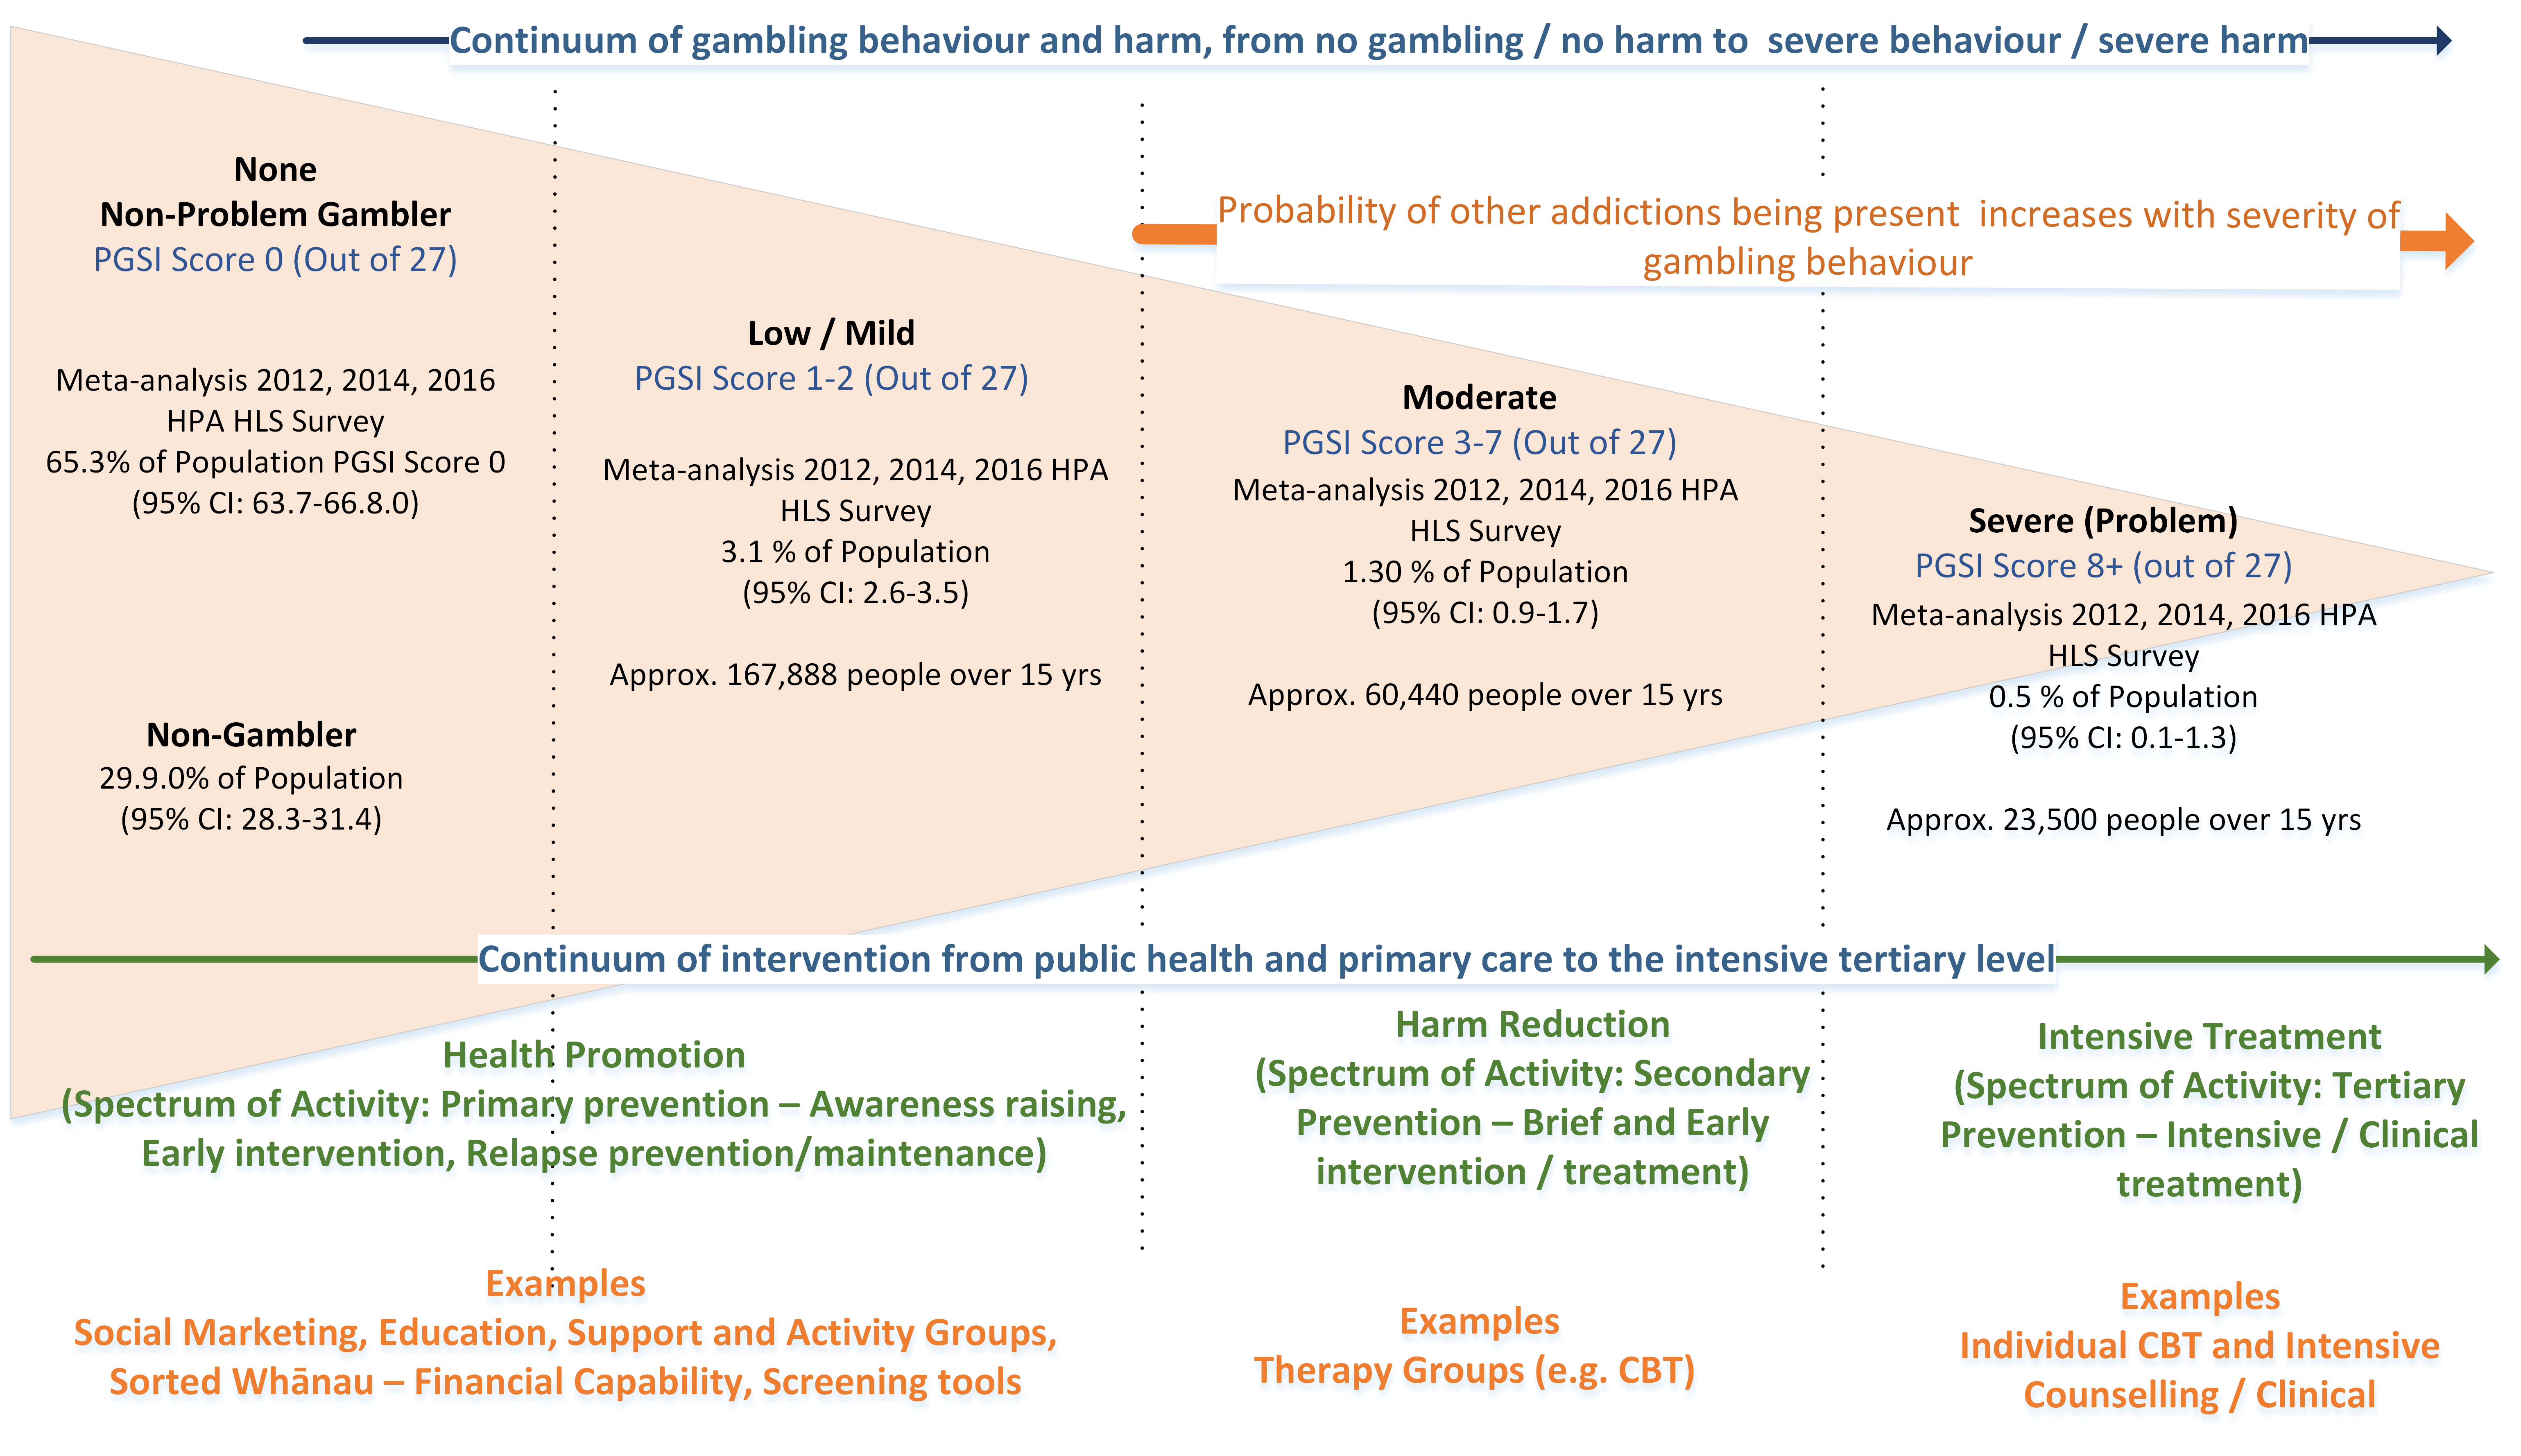 Continuum of gambling behaviour and harm, from no gambling / no harm to  severe behaviour / severe harm
None
Non-Problem Gambler
PGSI Score 0 (Out of 27)
Meta-analysis 2012, 2014, 2016
HPA HLS Survey
65.3% of Population PGSI Score 0
(95% CI: 63.7-66.8.0)
Non-Gambler
29.9.0% of Population
(95% CI: 28.3-31.4)
Low / Mild
PGSI Score 1-2 (Out of 27)
Meta-analysis 2012, 2014, 2016 HPA
HLS Survey
3.1 % of Population
(95% CI: 2.6-3.5)
Approx. 167,888 people over 15 yrs
Probability of other addictions being present  increases with severity of
gambling behaviour
Moderate
PGSI Score 3-7 (Out of 27)
Meta-analysis 2012, 2014, 2016 HPA
HLS Survey
1.30 % of Population
(95% CI: 0.9-1.7)
Approx. 60,440 people over 15 yrs
Severe (Problem)
PGSI Score 8+ (out of 27)
Meta-analysis 2012, 2014, 2016 HPA
HLS Survey
0.5 % of Population
(95% CI: 0.1-1.3)
Approx. 23,500 people over 15 yrs
Continuum of intervention from public health and primary care to the intensive tertiary level
Health Promotion
(Spectrum of Activity: Primary prevention – Awareness raising,
Early intervention, Relapse prevention/maintenance)
Harm Reduction
(Spectrum of Activity: Secondary
Prevention – Brief and Early
intervention / treatment)
Intensive Treatment
(Spectrum of Activity: Tertiary
Prevention – Intensive / Clinical
treatment)
Examples
Social Marketing, Education, Support and Activity Groups,
Sorted Whānau – Financial Capability, Screening tools
Examples
Therapy Groups (e.g. CBT)
Examples
Individual CBT and Intensive
Counselling / Clinical